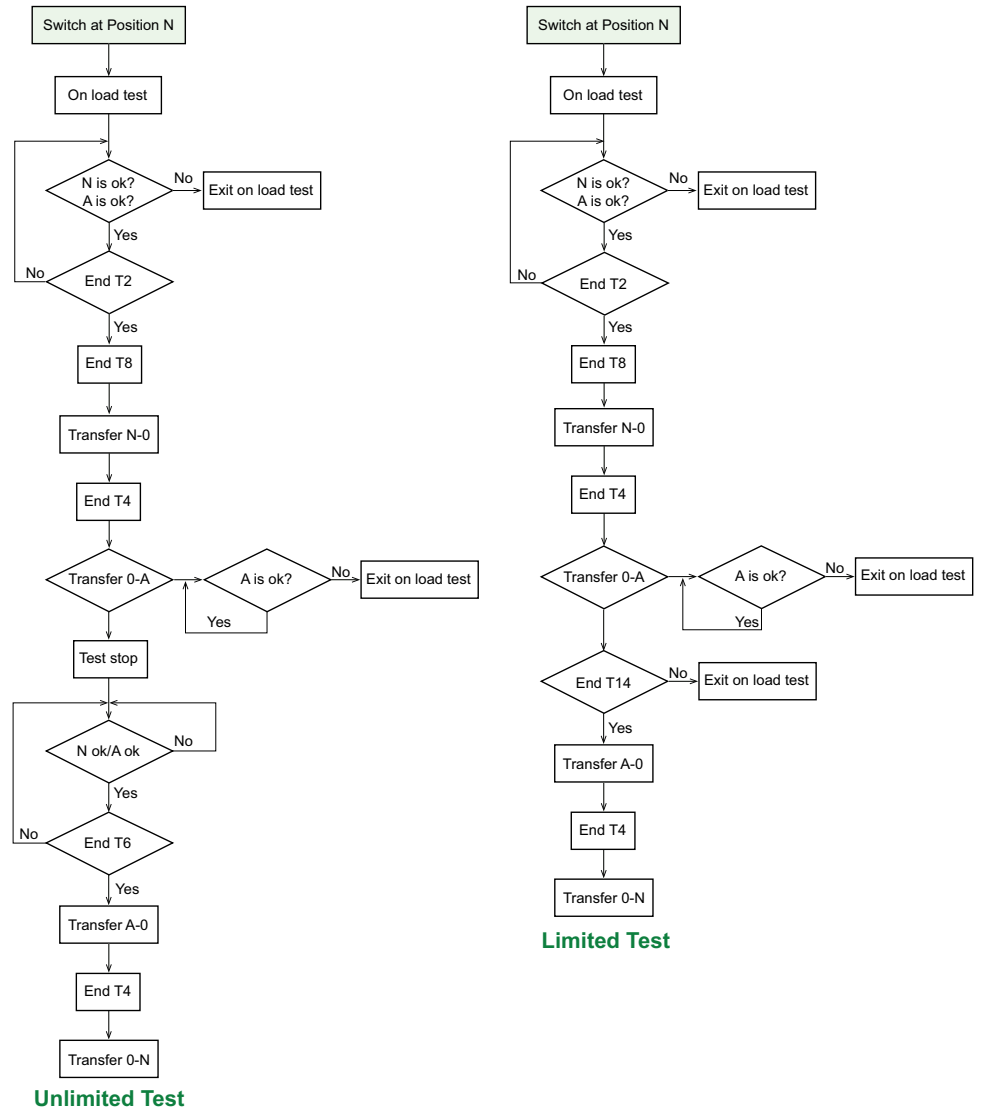 Switch at Position N
On load test
N is ok?
A is ok?
No
Exit on load test
Yes
End T2
No
Yes
End T8
Transfer N-0
End T4
Transfer 0-A
A is ok?
No
Exit on load test
Yes
Test stop
N ok/A ok
No
Yes
End T6
No
Yes
Transfer A-0
End T4
Transfer 0-N
Unlimited Test
Switch at Position N
On load test
N is ok?
A is ok?
No
Exit on load test
Yes
End T2
No
Yes
End T8
Transfer N-0
End T4
Transfer 0-A
A is ok?
No
Exit on load test
Yes
End T14
No
Exit on load test
Yes
Transfer A-0
End T4
Transfer 0-N
Limited Test